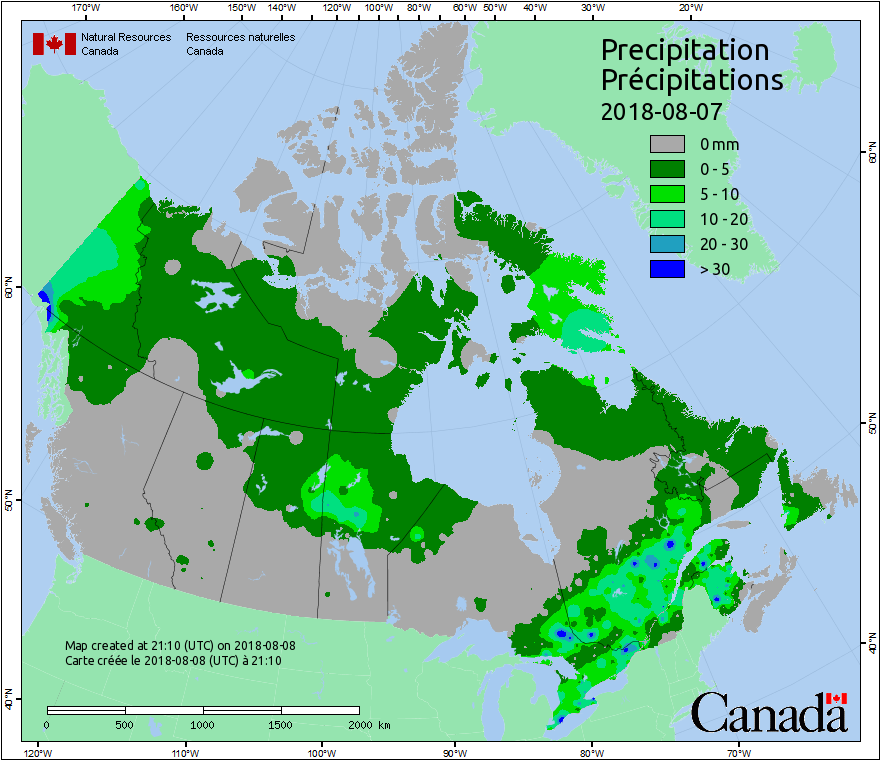 170°W 160°W 150°W 140°W 120°W 100°W 80°W 60°W 50°W 40°W 30°W 20°W
Natural Resources Ressources naturelles
Canada Canada
Precipitation
Précipitations
2018-08-07
0 mm
0 - 5
5 - 10
10 - 20
20 - 30
> 30
60°N 60°N
50°N 50°N
40°N 40°N
Map created at 21:10 (UTC) on 2018-08-08
Carte créée le 2018-08-08 (UTC) à 21:10
0 500 1000 1500 2000 km
Canada
120°W 110°W 100°W 90°W 80°W 70°W